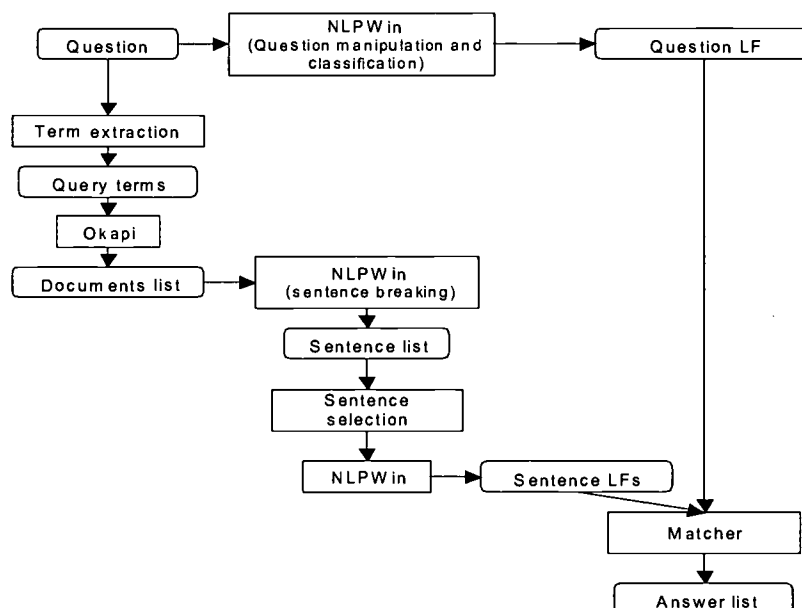 Question
NLPWin
(Question manipulation and
classification)
Question LF
Term extraction
Query terms
Okapi
Documents list
NLPWin
(sentence breaking)
Sentence list
Sentence
selection
NLPWin
Sentence LFs
Matcher
Answer list